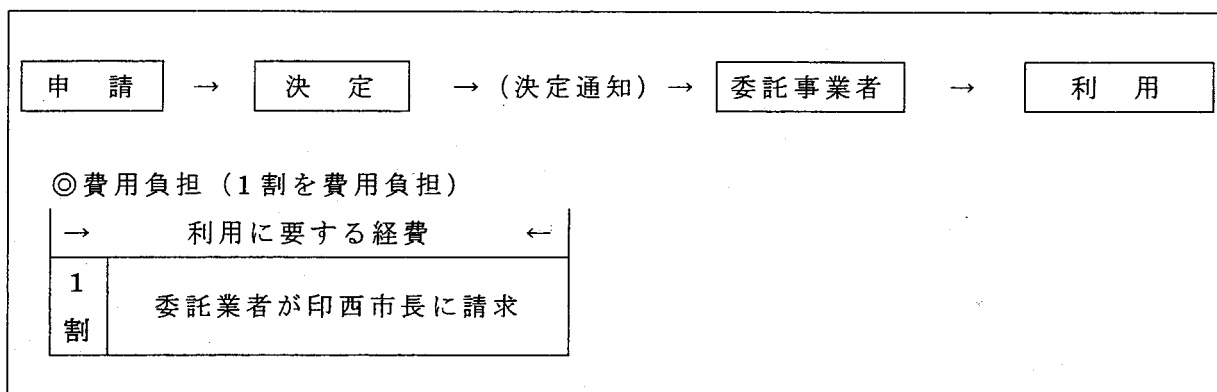 申　請 → 決　定 →（決定通知）→ 委託事業者 → 利　用
◎費用負担（1割を費用負担）
→ 利用に要する経費 ←
1割
委託業者が印西市長に請求